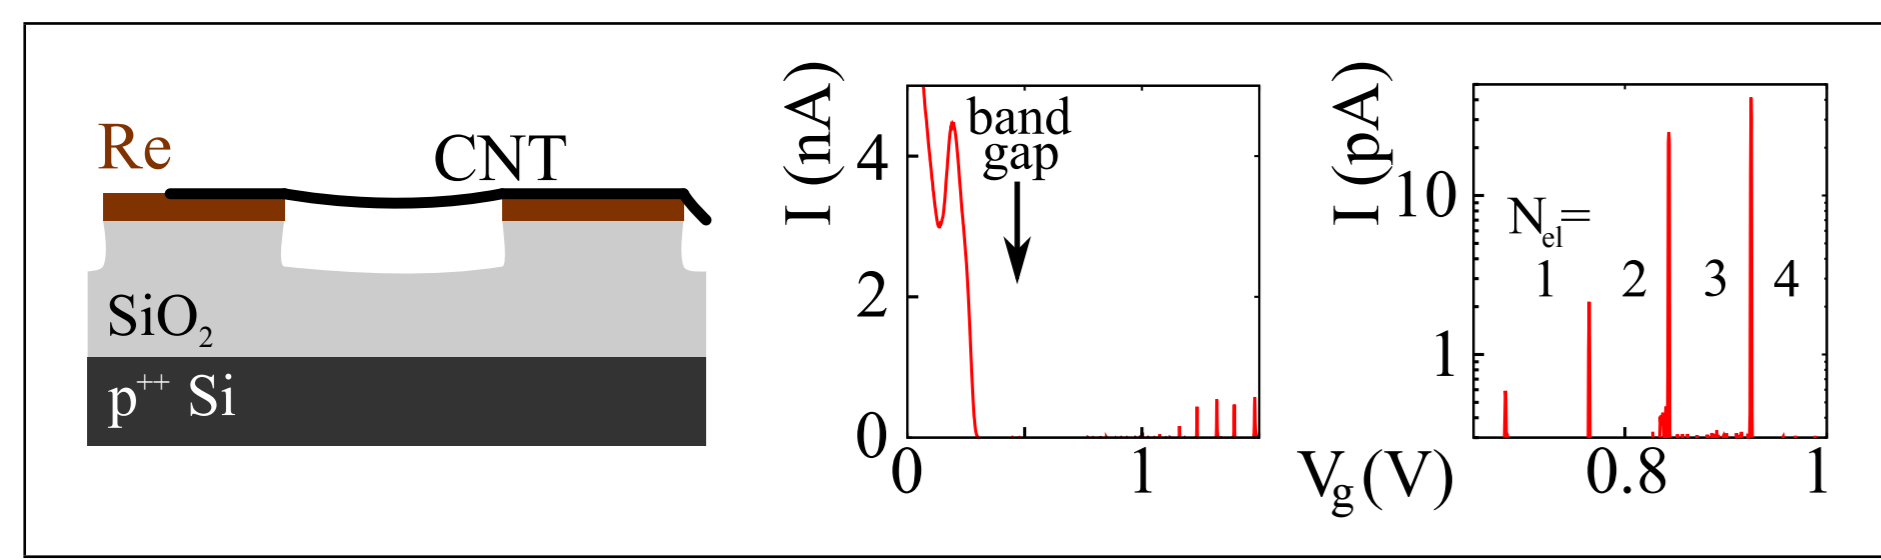 Re
CNT
SiO₂
p⁺⁺ Si
I (nA)
4
2
0
0
1
band
gap
I (pA)
10
1
Nel=
1 2 3 4
Vg(V)
0.8
1